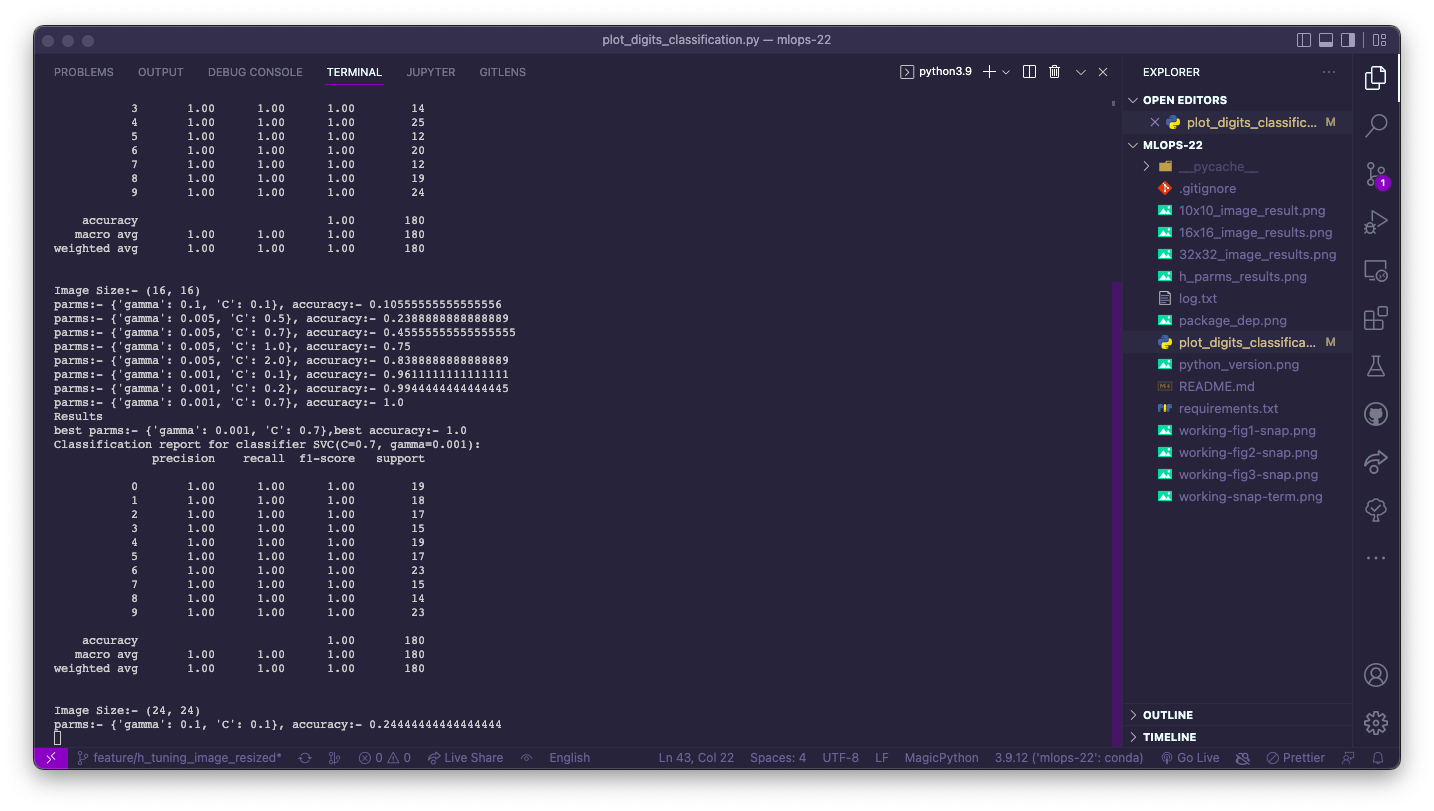 plot_digits_classification.py — mlops-22
PROBLEMS OUTPUT DEBUG CONSOLE TERMINAL JUPYTER GITLENS
python3.9
3 1.00 1.00 1.00 14
4 1.00 1.00 1.00 25
5 1.00 1.00 1.00 12
6 1.00 1.00 1.00 20
7 1.00 1.00 1.00 12
8 1.00 1.00 1.00 19
9 1.00 1.00 1.00 24
accuracy 1.00 180
macro avg 1.00 1.00 1.00 180
weighted avg 1.00 1.00 1.00 180
Image Size:- (16, 16)
parms:- {'gamma': 0.1, 'C': 0.1}, accuracy:- 0.10555555555555556
parms:- {'gamma': 0.005, 'C': 0.5}, accuracy:- 0.2388888888888889
parms:- {'gamma': 0.005, 'C': 0.7}, accuracy:- 0.45555555555555555
parms:- {'gamma': 0.005, 'C': 1.0}, accuracy:- 0.75
parms:- {'gamma': 0.005, 'C': 2.0}, accuracy:- 0.8388888888888889
parms:- {'gamma': 0.001, 'C': 0.1}, accuracy:- 0.9611111111111111
parms:- {'gamma': 0.001, 'C': 0.2}, accuracy:- 0.9944444444444445
parms:- {'gamma': 0.001, 'C': 0.7}, accuracy:- 1.0
Results
best parms:- {'gamma': 0.001, 'C': 0.7},best accuracy:- 1.0
Classification report for classifier SVC(C=0.7, gamma=0.001):
precision recall f1-score support
0 1.00 1.00 1.00 19
1 1.00 1.00 1.00 18
2 1.00 1.00 1.00 17
3 1.00 1.00 1.00 15
4 1.00 1.00 1.00 19
5 1.00 1.00 1.00 17
6 1.00 1.00 1.00 23
7 1.00 1.00 1.00 15
8 1.00 1.00 1.00 14
9 1.00 1.00 1.00 23
accuracy 1.00 180
macro avg 1.00 1.00 1.00 180
weighted avg 1.00 1.00 1.00 180
Image Size:- (24, 24)
parms:- {'gamma': 0.1, 'C': 0.1}, accuracy:- 0.24444444444444444
EXPLORER
OPEN EDITORS
plot_digits_classific... M
MLOPS-22
__pycache__
.gitignore
10x10_image_result.png
16x16_image_results.png
32x32_image_results.png
h_parms_results.png
log.txt
package_dep.png
plot_digits_classifica... M
python_version.png
README.md
requirements.txt
working-fig1-snap.png
working-fig2-snap.png
working-fig3-snap.png
working-snap-term.png
OUTLINE
TIMELINE
1
feature/h_tuning_image_resized* 0 0 Live Share English Ln 43, Col 22 Spaces: 4 UTF-8 LF MagicPython 3.9.12 ('mlops-22': conda) Go Live Prettier